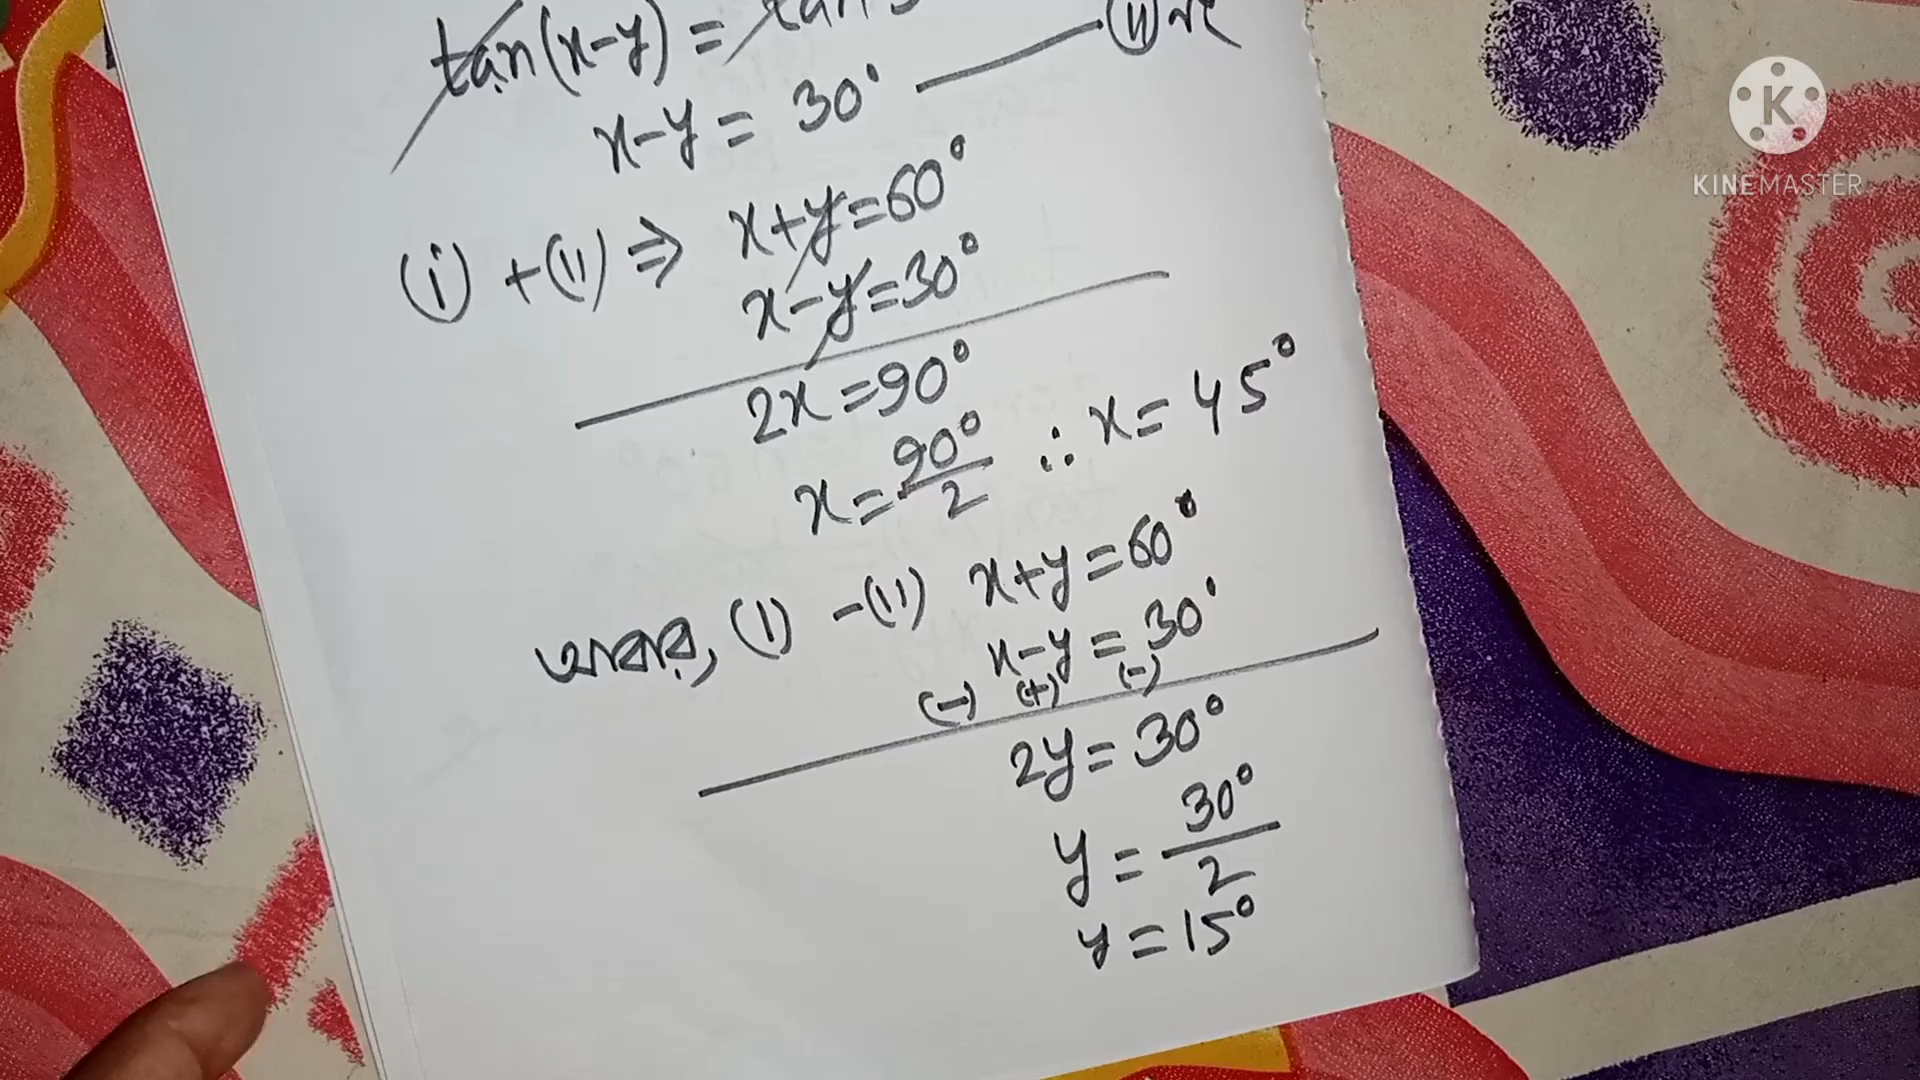 tan(x-y) = tan
x-y = 30° (ii) নং
(i) + (ii) ⇒ x+y=60°
x-y=30°
2x=90°
x=90°/2 ∴ x= 45°
আবার, (i) -(ii) x+y=60°
x-y= 30°
(-) (+) (-)
2y= 30°
y = 30°/2
y=15°
KINEMASTER